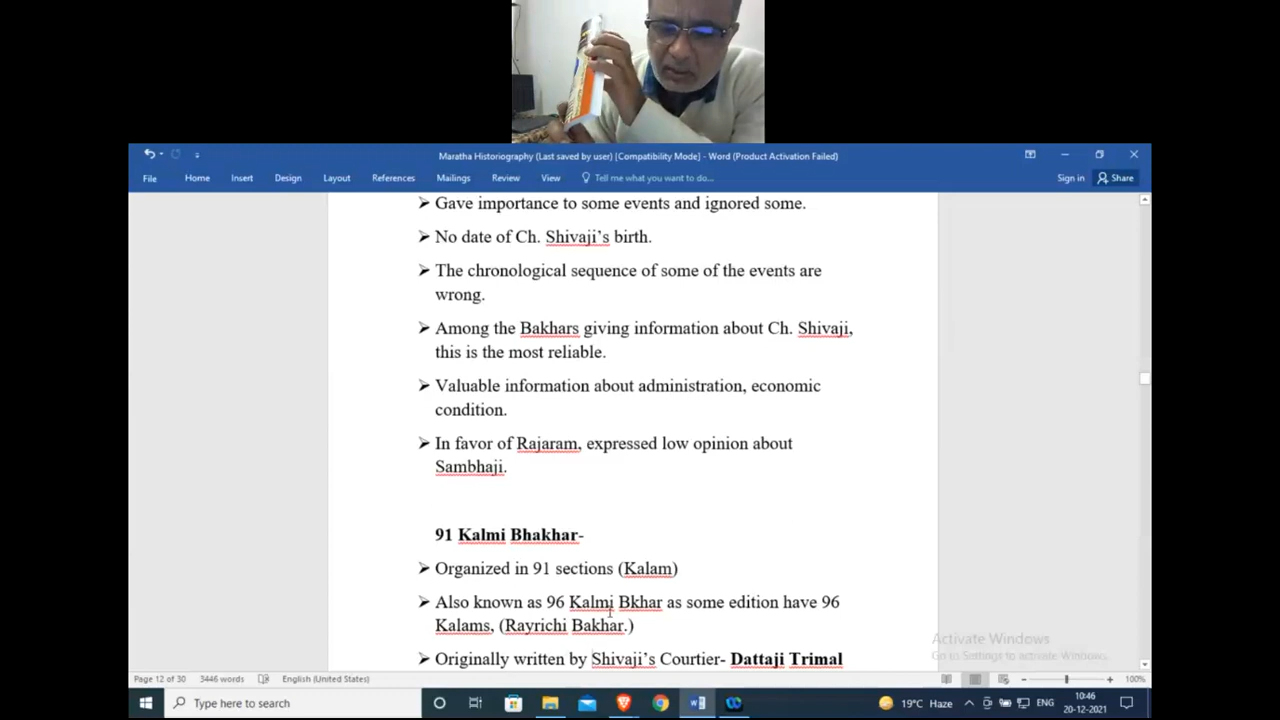 Maratha Historiography (Last saved by user) [Compatibility Mode] - Word (Product Activation Failed)
File Home Insert Design Layout References Mailings Review View Tell me what you want to do... Sign in Share
➢ Gave importance to some events and ignored some.
➢ No date of Ch. Shivaji's birth.
➢ The chronological sequence of some of the events are
wrong.
➢ Among the Bakhars giving information about Ch. Shivaji,
this is the most reliable.
➢ Valuable information about administration, economic
condition.
➢ In favor of Rajaram, expressed low opinion about
Sambhaji.
91 Kalmi Bhakhar-
➢ Organized in 91 sections (Kalam)
➢ Also known as 96 Kalmi Bkhar as some edition have 96
Kalams, (Rayrichi Bakhar.)
➢ Originally written by Shivaji's Courtier- Dattaji Trimal
Activate Windows
Go to Settings to activate Windows.
Page 12 of 30 3446 words English (United States) 100%
Type here to search 19°C Haze ENG 10:46
20-12-2021